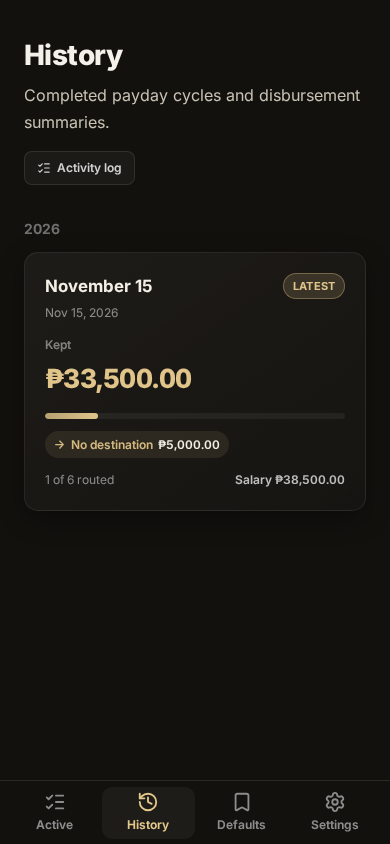 History
Completed payday cycles and disbursement
summaries.
Activity log
2026
November 15
LATEST
Nov 15, 2026
Kept
₱33,500.00
→ No destination ₱5,000.00
1 of 6 routed
Salary ₱38,500.00
Active
History
Defaults
Settings